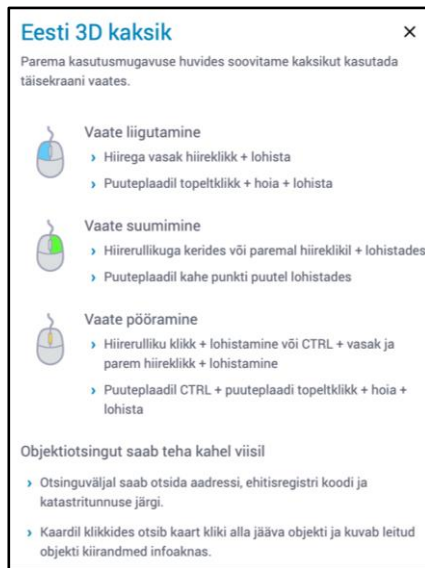 Eesti 3D kaksik
Parema kasutusmugavuse huvides soovitame kaksikut kasutada
täisekraani vaates.
Vaate liigutamine
› Hiirega vasak hiireklikk + lohista
› Puuteplaadil topeltklikk + hoia + lohista
Vaate suumimine
› Hiirerullikuga kerides või paremal hiireklikil + lohistades
› Puuteplaadil kahe punkti puutel lohistades
Vaate pööramine
› Hiirerulliku klikk + lohistamine või CTRL + vasak ja
parem hiireklikk + lohistamine
› Puuteplaadil CTRL + puuteplaadi topeltklikk + hoia +
lohista
Objektiotsingut saab teha kahel viisil
› Otsinguväljal saab otsida aadressi, ehitisregistri koodi ja
katastritunnuse järgi.
› Kaardil klikkides otsib kaart kliki alla jääva objekti ja kuvab leitud
objekti kiirandmed infoaknas.